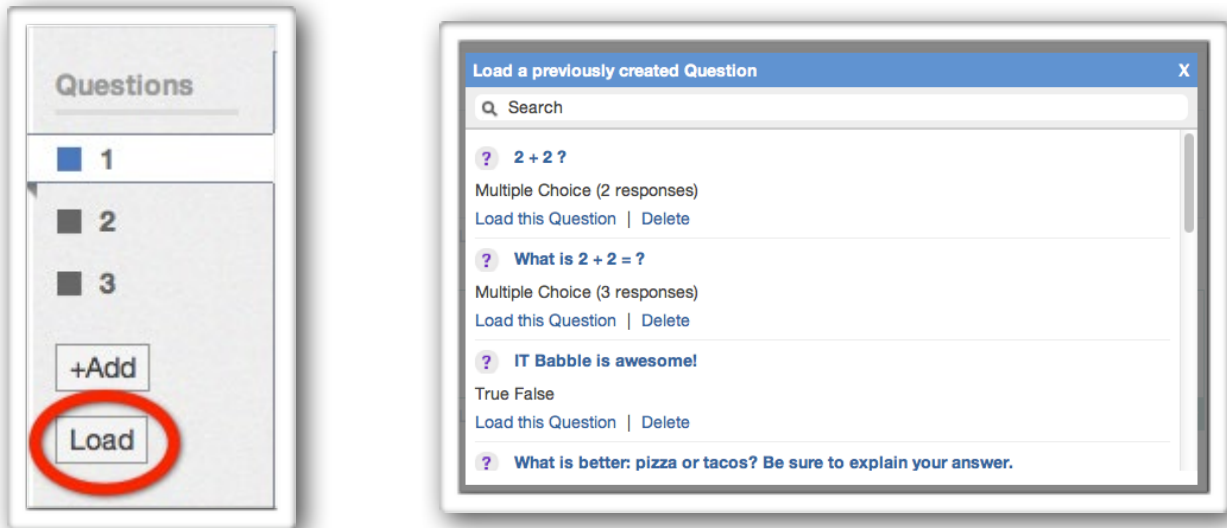 Questions
1
2
3
+Add
Load
Load a previously created Question X
Search
? 2 + 2 ?
Multiple Choice (2 responses)
Load this Question | Delete
? What is 2 + 2 = ?
Multiple Choice (3 responses)
Load this Question | Delete
? IT Babble is awesome!
True False
Load this Question | Delete
? What is better: pizza or tacos? Be sure to explain your answer.